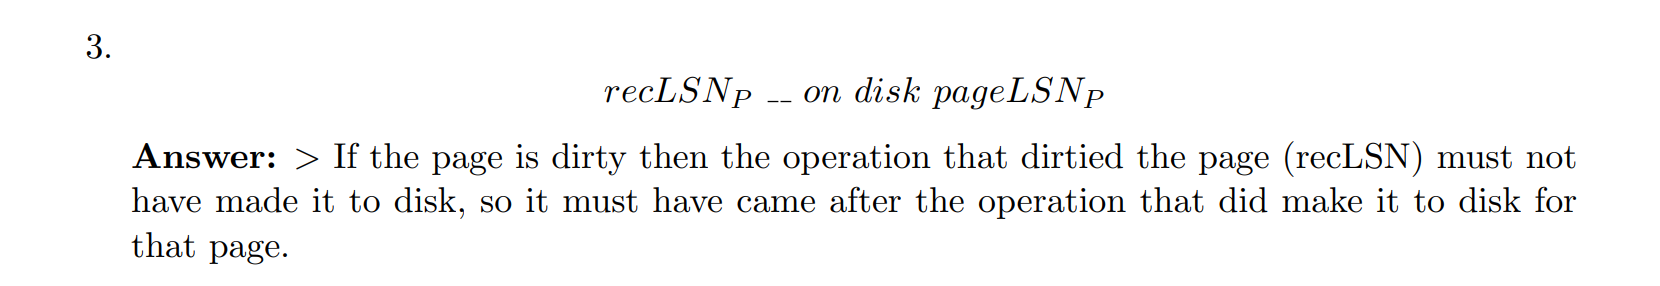 3.
recLSN_P __ on disk pageLSN_P
Answer: > If the page is dirty then the operation that dirtied the page (recLSN) must not
have made it to disk, so it must have came after the operation that did make it to disk for
that page.